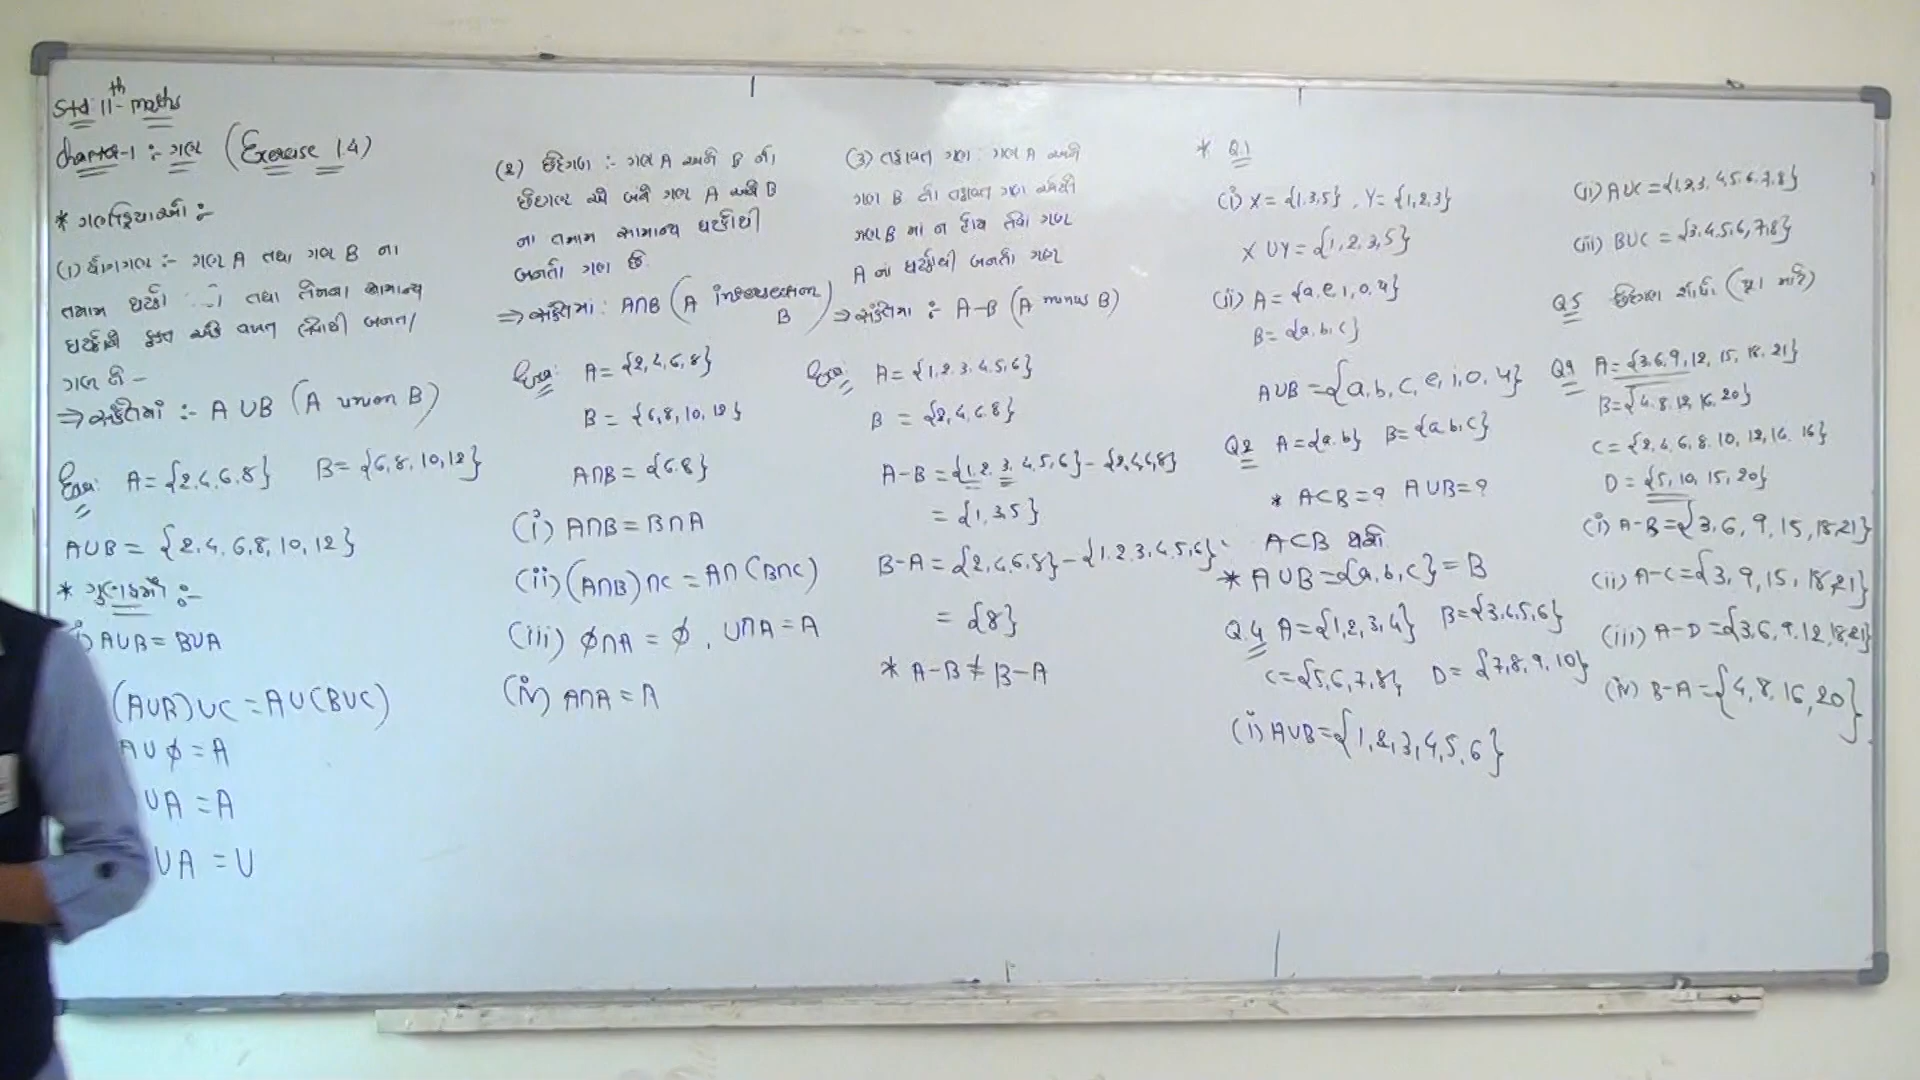 Std 11th - maths
Chapter-1 :- ગણ (Exercise 1.4)
* ગણક્રિયાઓ :-
(1) યોગગણ :- ગણ A તથા ગણ B ના
તમામ ઘટકો તથા તેમના સામાન્ય
ઘટકોને ફક્ત એક વખત લેવાથી બનતા
ગણ ને -
⇒ સંકેતમાં :- A ∪ B (A union B)
A = {2,4,6,8} B = {6,8,10,12}
A∪B = {2,4,6,8,10,12}
* ગુણધર્મો :-
A∪B = B∪A
(A∪B)∪C = A∪(B∪C)
A∪∅ = A
∪A = A
∪A = U
(2) છેદગણ :- ગણ A અને B નો
છેદગણ એ બંને ગણ A અને B
ના તમામ સામાન્ય ઘટકોથી
બનતો ગણ છે.
⇒ સંકેતમાં : A∩B (A intersection
B)
A = {2,4,6,8}
B = {6,8,10,12}
A∩B = {6,8}
(i) A∩B = B∩A
(ii) (A∩B)∩C = A∩(B∩C)
(iii) ∅∩A = ∅, U∩A = A
(iv) A∩A = A
(3) તફાવત ગણ : ગણ A અને
ગણ B નો તફાવત ગણ એટલે
ગણ B માં ન હોય તેવા ગણ
A નાં ઘટકોથી બનતો ગણ
⇒ સંકેતમાં :- A-B (A minus B)
A = {1,2,3,4,5,6}
B = {2,4,6,8}
A-B = {1,2,3,4,5,6} - {2,4,6,8}
= {1,3,5}
B-A = {2,4,6,8} - {1,2,3,4,5,6}
= {8}
* A-B ≠ B-A
* Q.1
(i) X = {1,3,5}, Y = {1,2,3}
X∪Y = {1,2,3,5}
(ii) A = {a,e,i,o,u}
B = {a,b,c}
A∪B = {a,b,c,e,i,o,u}
Q2 A = {a,b} B = {a,b,c}
* A⊂B = ? A∪B = ?
A⊂B થશે
* A∪B = {a,b,c} = B
Q.4 A = {1,2,3,4} B = {3,4,5,6}
C = {5,6,7,8}, D = {7,8,9,10}
(i) A∪B = {1,2,3,4,5,6}
(ii) A∪C = {1,2,3,4,5,6,7,8}
(iii) B∪C = {3,4,5,6,7,8}
Q5 છેદગણ શોધો (પ્ર.1 માટે)
Q9 A = {3,6,9,12,15,18,21}
B = {4,8,12,16,20}
C = {2,4,6,8,10,12,14,16}
D = {5,10,15,20}
(i) A-B = {3,6,9,15,18,21}
(ii) A-C = {3,9,15,18,21}
(iii) A-D = {3,6,9,12,18,21}
(iv) B-A = {4,8,16,20}